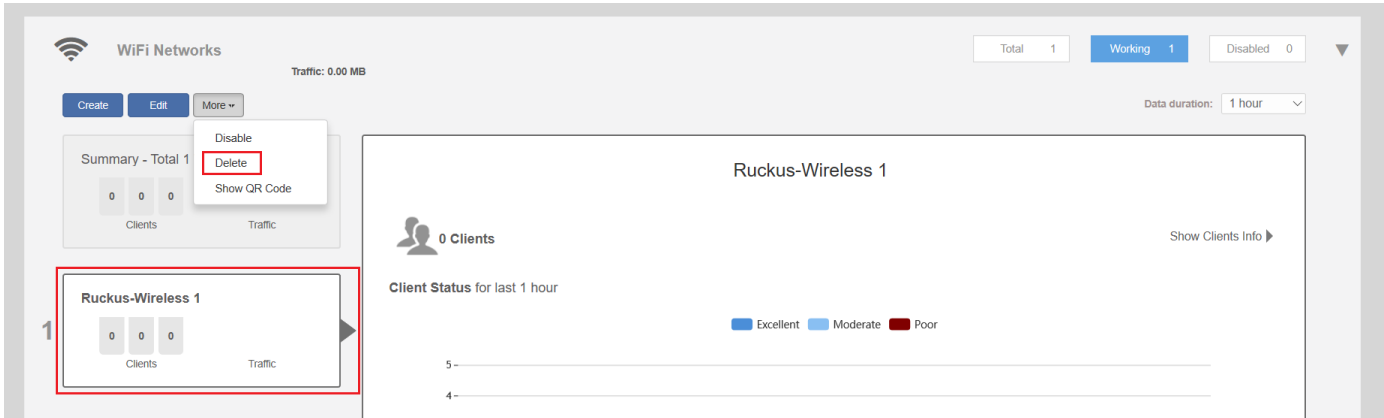 WiFi Networks
Traffic: 0.00 MB
Total 1
Working 1
Disabled 0
Create
Edit
More
Data duration: 1 hour
Disable
Delete
Show QR Code
Summary - Total 1
0 0 0
Clients
Traffic
1
Ruckus-Wireless 1
0 0 0
Clients
Traffic
Ruckus-Wireless 1
0 Clients
Show Clients Info
Client Status for last 1 hour
Excellent Moderate Poor
5
4